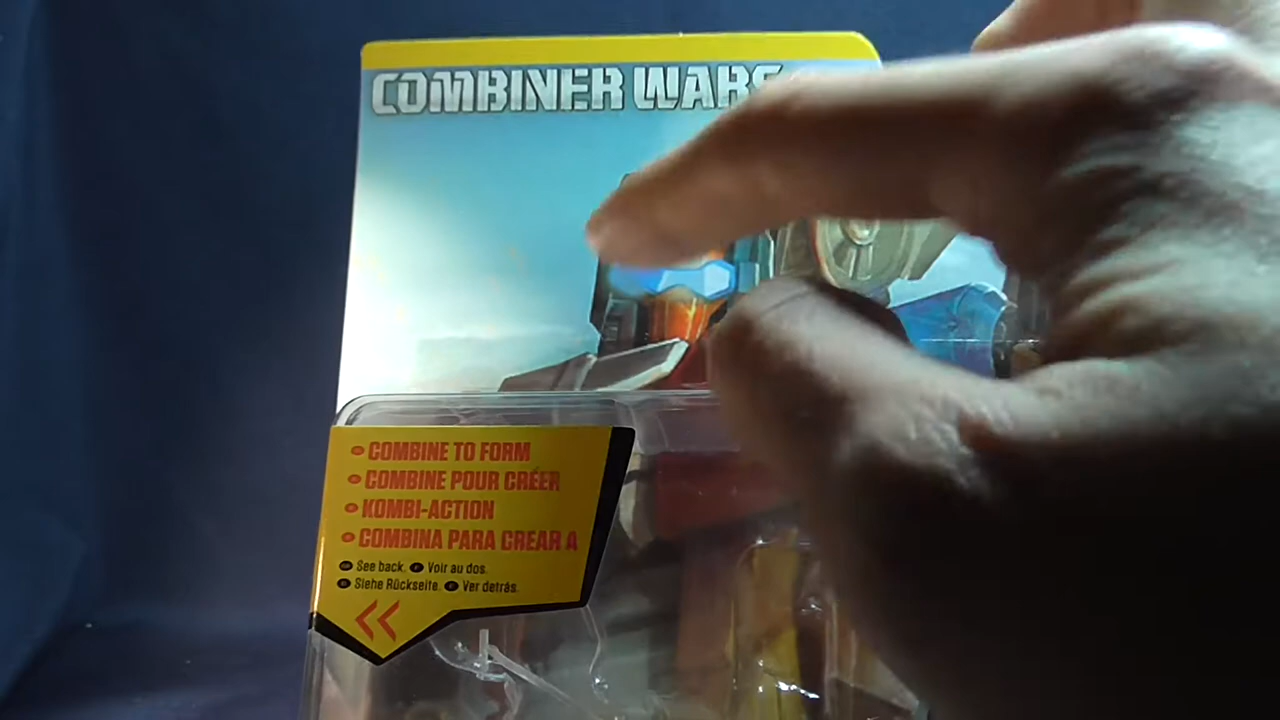 COMBINER WARS
COMBINE TO FORM
COMBINE POUR CRÉER
KOMBI-ACTION
COMBINA PARA CREAR A
See back. Voir au dos.
Siehe Rückseite. Ver detrás.